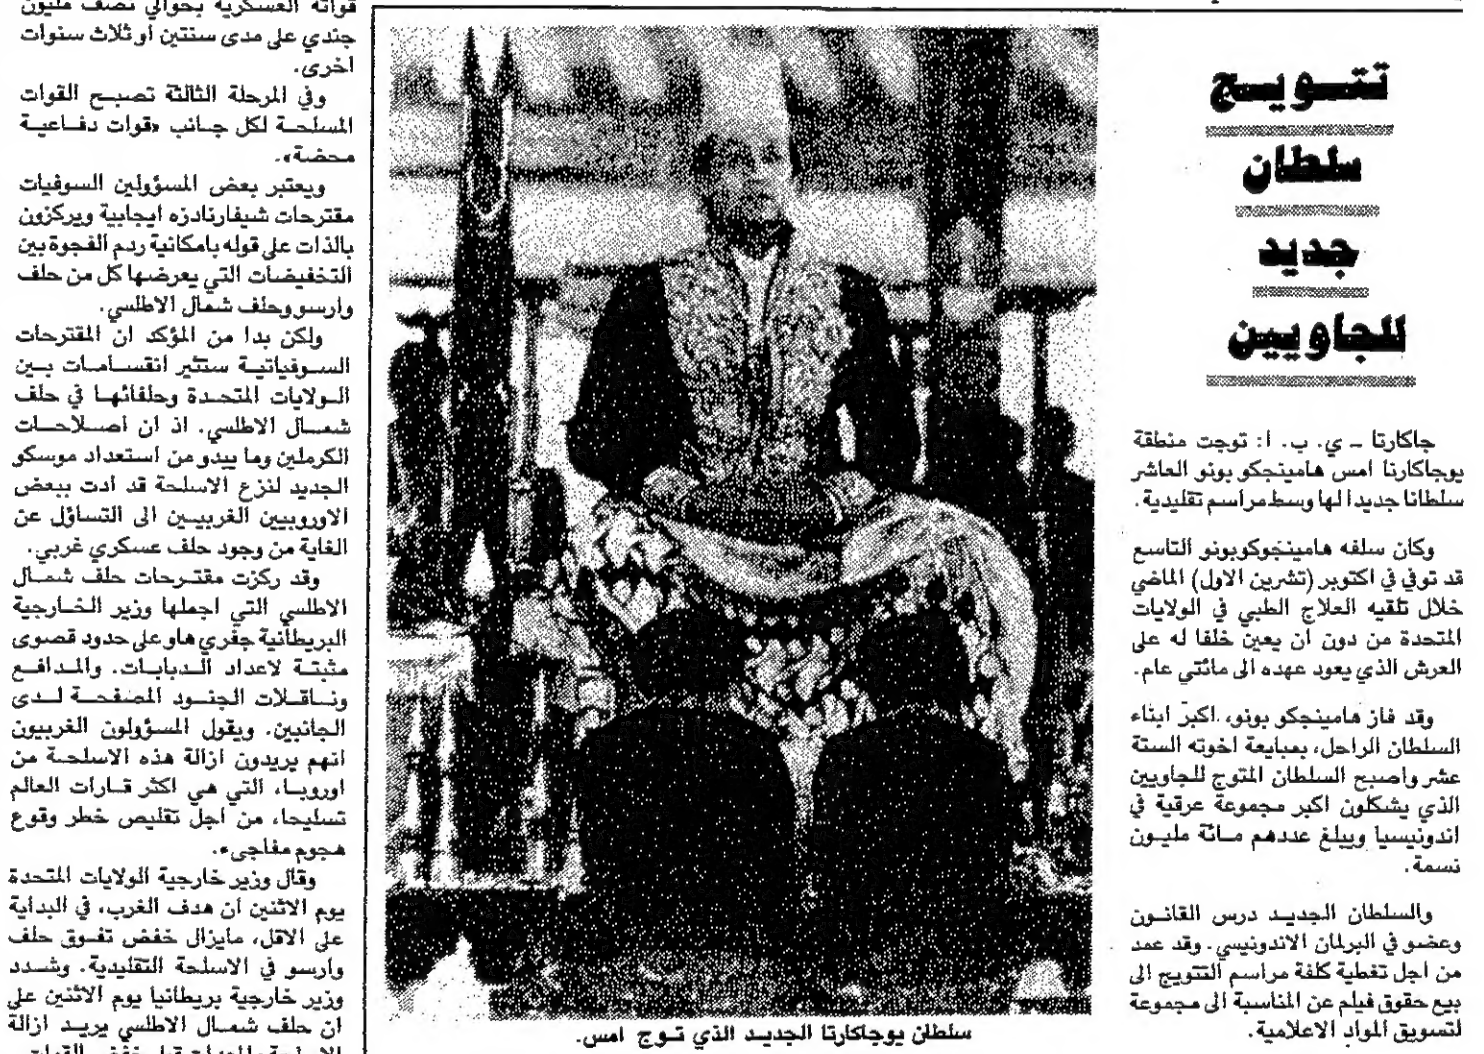 تتويج
سلطان
جديد
للجاويين
جاكارتا ــ ي. ب. ا: توجت منطقة
يوجاكارتا امس هامينجكو بونو العاشر
سلطانا جديدا لها وسط مراسم تقليدية.
وكان سلفه هامينجوكوبونو التاسع
قد توفي في اكتوبر (تشرين الاول) الماضي
خلال تلقيه العلاج الطبي في الولايات
المتحدة من دون ان يعين خلفا له على
العرش الذي يعود عهده الى مائتي عام.
وقد فاز هامينجكو بونو، اكبر ابناء
السلطان الراحل، بمبايعة اخوته الستة
عشر واصبح السلطان المتوج للجاويين
الذي يشكلون اكبر مجموعة عرقية في
اندونيسيا ويبلغ عددهم مائة مليون
نسمة.
والسلطان الجديد درس القانون
وعضو في البرلمان الاندونيسي. وقد عمد
من اجل تغطية كلفة مراسم التتويج الى
بيع حقوق فيلم عن المناسبة الى مجموعة
لتسويق المواد الاعلامية.
سلطان يوجاكارتا الجديد الذي توج امس.
قواته العسكرية بحوالي نصف مليون
جندي على مدى سنتين او ثلاث سنوات
اخرى.
وفي المرحلة الثالثة تصبح القوات
المسلحة لكل جانب «قوات دفاعية
محضة».
ويعتبر بعض المسؤولين السوفيات
مقترحات شيفارنادزه ايجابية ويركزون
بالذات على قوله بامكانية ردم الفجوة بين
التخفيضات التي يعرضها كل من حلف
وارسو وحلف شمال الاطلسي.
ولكن بدا من المؤكد ان المقترحات
السوفياتية ستثير انقسامات بين
الولايات المتحدة وحلفائها في حلف
شمال الاطلسي. اذ ان اصلاحات
الكرملين وما يبدو من استعداد موسكو
الجديد لنزع الاسلحة قد ادت ببعض
الاوروبيين الغربيين الى التساؤل عن
الغاية من وجود حلف عسكري غربي.
وقد ركزت مقترحات حلف شمال
الاطلسي التي اجملها وزير الخارجية
البريطانية جفري هاو على حدود قصوى
مثبتة لاعداد الدبابات. والمدافع
وناقلات الجنود المصفحة لدى
الجانبين. ويقول المسؤولون الغربيون
انهم يريدون ازالة هذه الاسلحة من
اوروبا، التي هي اكثر قارات العالم
تسليحا، من اجل تقليص خطر وقوع
هجوم مفاجىء.
وقال وزير خارجية الولايات المتحدة
يوم الاثنين ان هدف الغرب، في البداية
على الاقل، مايزال خفض تفوق حلف
وارسو في الاسلحة التقليدية. وشدد
وزير خارجية بريطانيا يوم الاثنين على
ان حلف شمال الاطلسي يريد ازالة